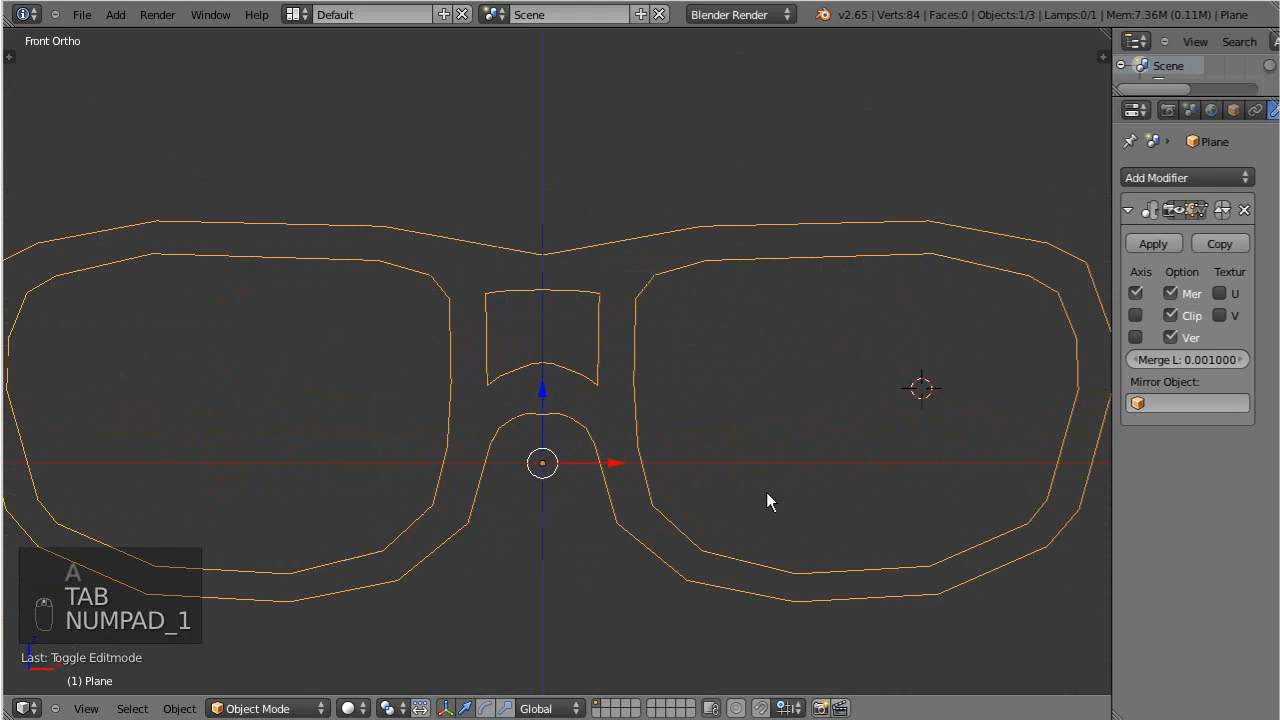 File Add Render Window Help Default Scene Blender Render v2.65 | Verts:84 | Faces:0 | Objects:1/3 | Lamps:0/1 | Mem:7.36M (0.11M) | Plane
Front Ortho
View Search
Scene
Plane
Add Modifier
Apply Copy
Axis Option Textur
Mer U
Clip V
Ver
Merge L: 0.001000
Mirror Object:
A
TAB
NUMPAD_1
Last: Toggle Editmode
(1) Plane
View Select Object Object Mode Global